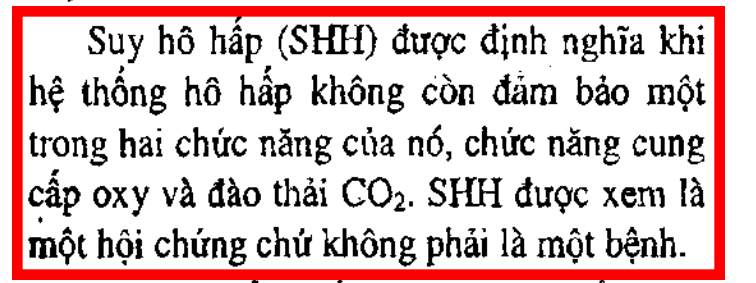 Suy hô hấp (SHH) được định nghĩa khi
hệ thống hô hấp không còn đảm bảo một
trong hai chức năng của nó, chức năng cung
cấp oxy và đào thải CO₂. SHH được xem là
một hội chứng chứ không phải là một bệnh.